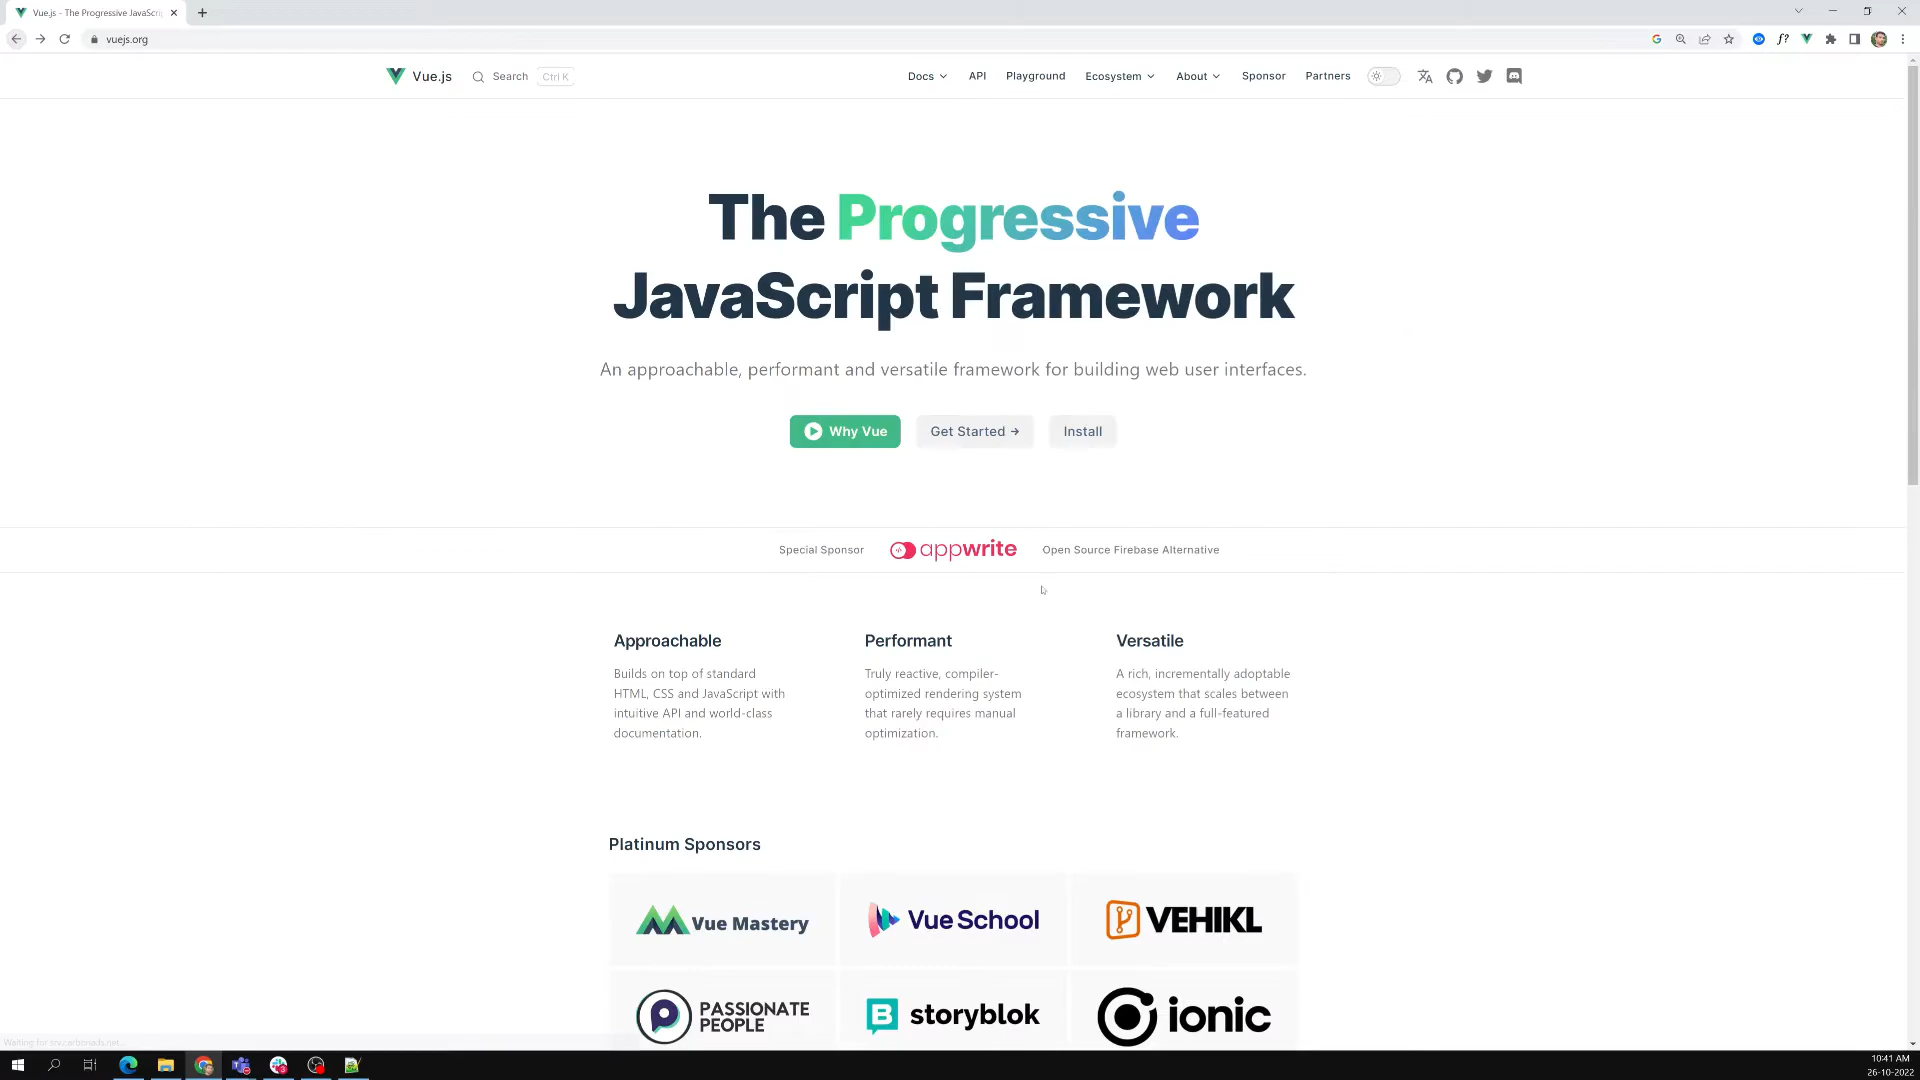 Vue.js - The Progressive JavaScri
vuejs.org
Vue.js
Search
Ctrl K
Docs
API
Playground
Ecosystem
About
Sponsor
Partners
The Progressive
JavaScript Framework
An approachable, performant and versatile framework for building web user interfaces.
Why Vue
Get Started →
Install
Special Sponsor
appwrite
Open Source Firebase Alternative
Approachable
Builds on top of standard
HTML, CSS and JavaScript with
intuitive API and world-class
documentation.
Performant
Truly reactive, compiler-
optimized rendering system
that rarely requires manual
optimization.
Versatile
A rich, incrementally adoptable
ecosystem that scales between
a library and a full-featured
framework.
Platinum Sponsors
Vue Mastery
Vue School
VEHIKL
PASSIONATE
PEOPLE
storyblok
ionic
10:41 AM
26-10-2022